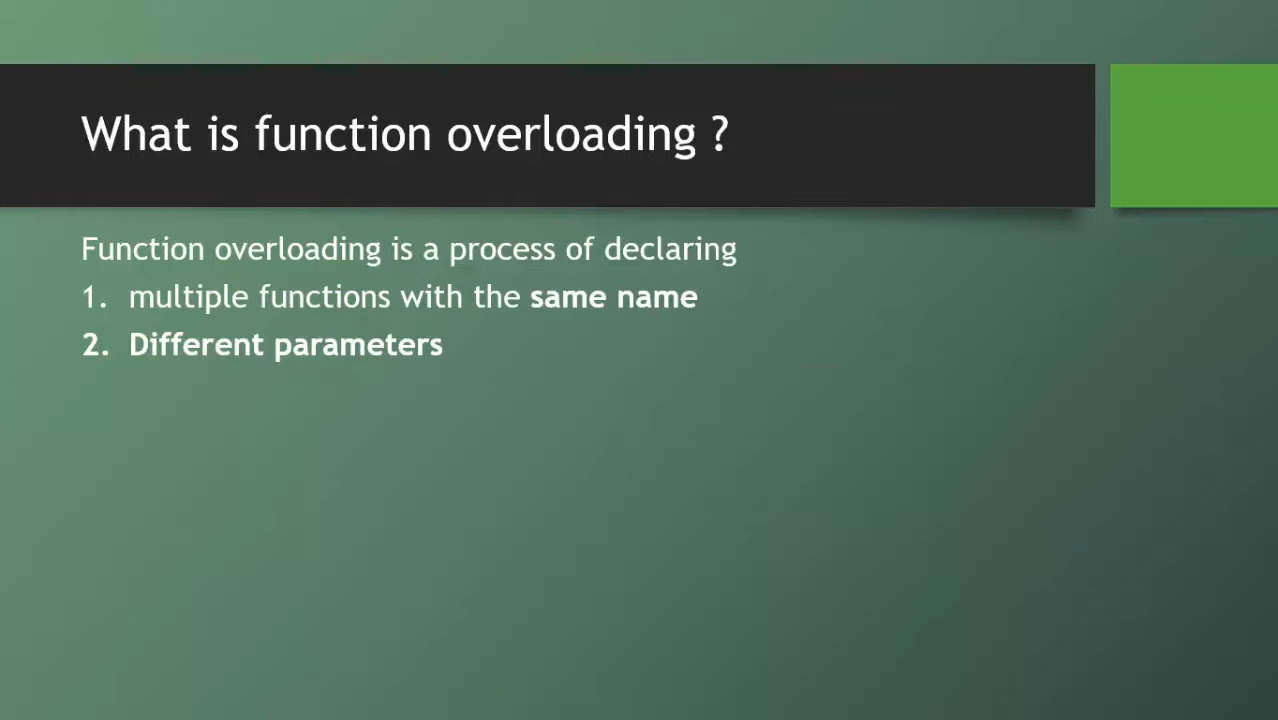 What is function overloading ?
Function overloading is a process of declaring
1. multiple functions with the same name
2. Different parameters